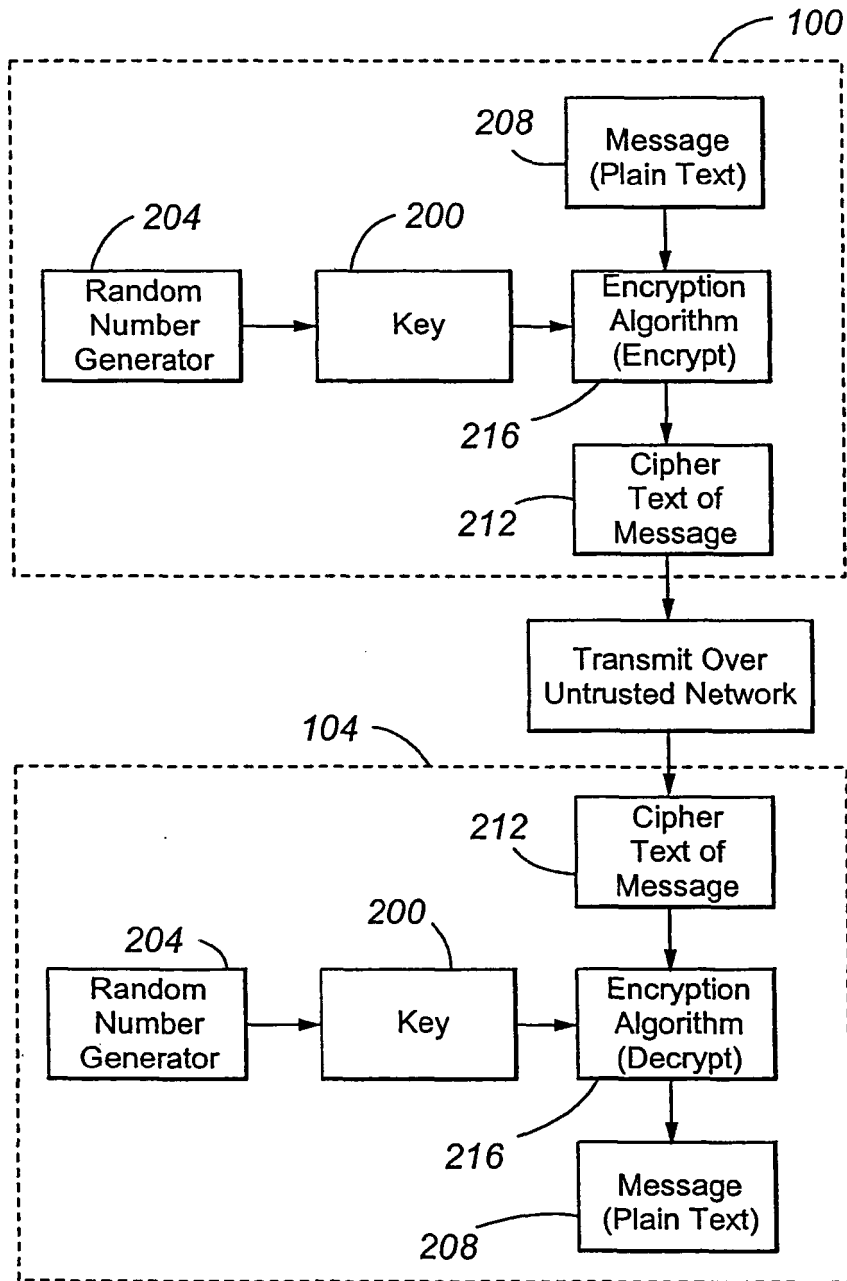 100
208
Message
(Plain Text)
204
200
Random
Number
Generator
Key
Encryption
Algorithm
(Encrypt)
216
212
Cipher
Text of
Message
Transmit Over
Untrusted Network
104
212
Cipher
Text of
Message
204
200
Random
Number
Generator
Key
Encryption
Algorithm
(Decrypt)
216
208
Message
(Plain Text)